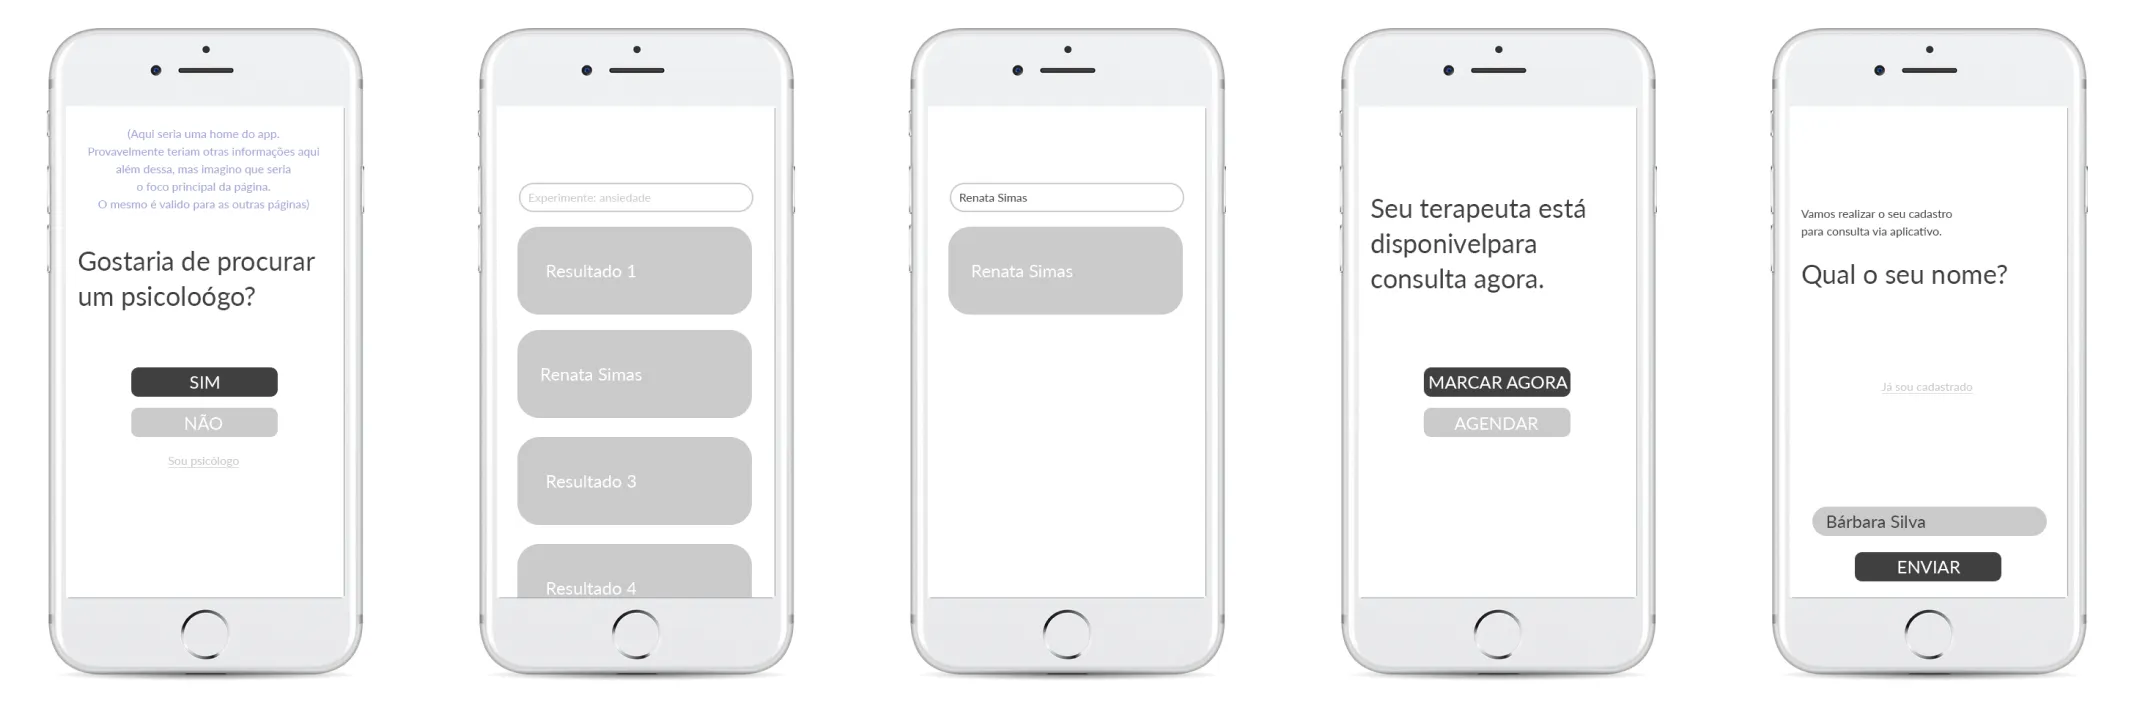 (Aqui seria uma home do app.
Provavelmente teriam otras informações aqui
além dessa, mas imagino que seria
o foco principal da página.
O mesmo é valido para as outras páginas)
Gostaria de procurar
um psicoloógo?
SIM
NÃO
Sou psicólogo
Experimente: ansiedade
Resultado 1
Renata Simas
Resultado 3
Resultado 4
Renata Simas
Renata Simas
Seu terapeuta está
disponivelpara
consulta agora.
MARCAR AGORA
AGENDAR
Vamos realizar o seu cadastro
para consulta via aplicativo.
Qual o seu nome?
Já sou cadastrado
Bárbara Silva
ENVIAR